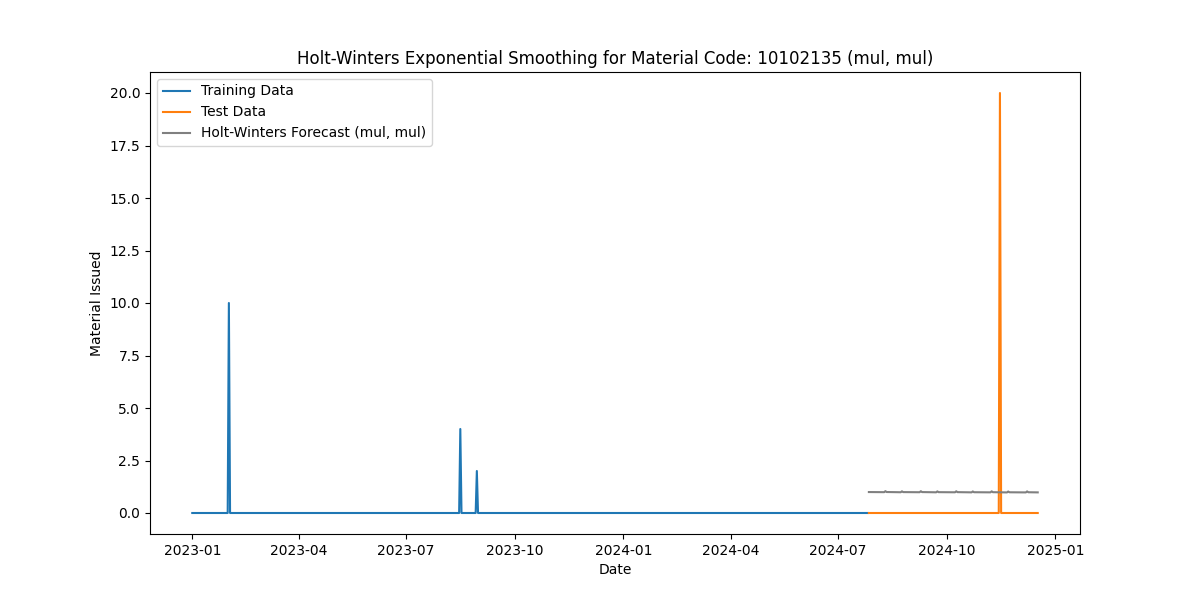 Holt-Winters Exponential Smoothing for Material Code: 10102135 (mul, mul)
Training Data
Test Data
Holt-Winters Forecast (mul, mul)
Material Issued
20.0
17.5
15.0
12.5
10.0
7.5
5.0
2.5
0.0
2023-01 2023-04 2023-07 2023-10 2024-01 2024-04 2024-07 2024-10 2025-01
Date